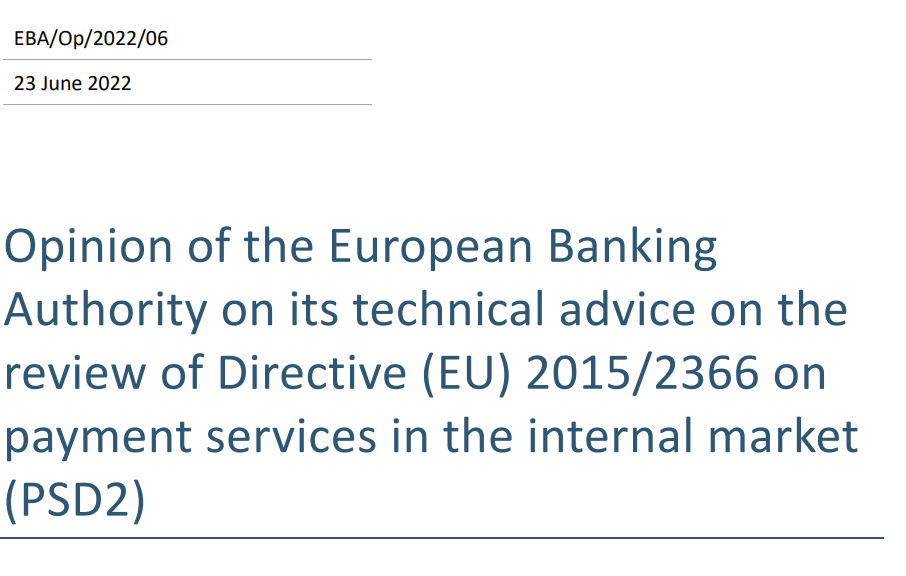 EBA/Op/2022/06
23 June 2022
Opinion of the European Banking
Authority on its technical advice on the
review of Directive (EU) 2015/2366 on
payment services in the internal market
(PSD2)